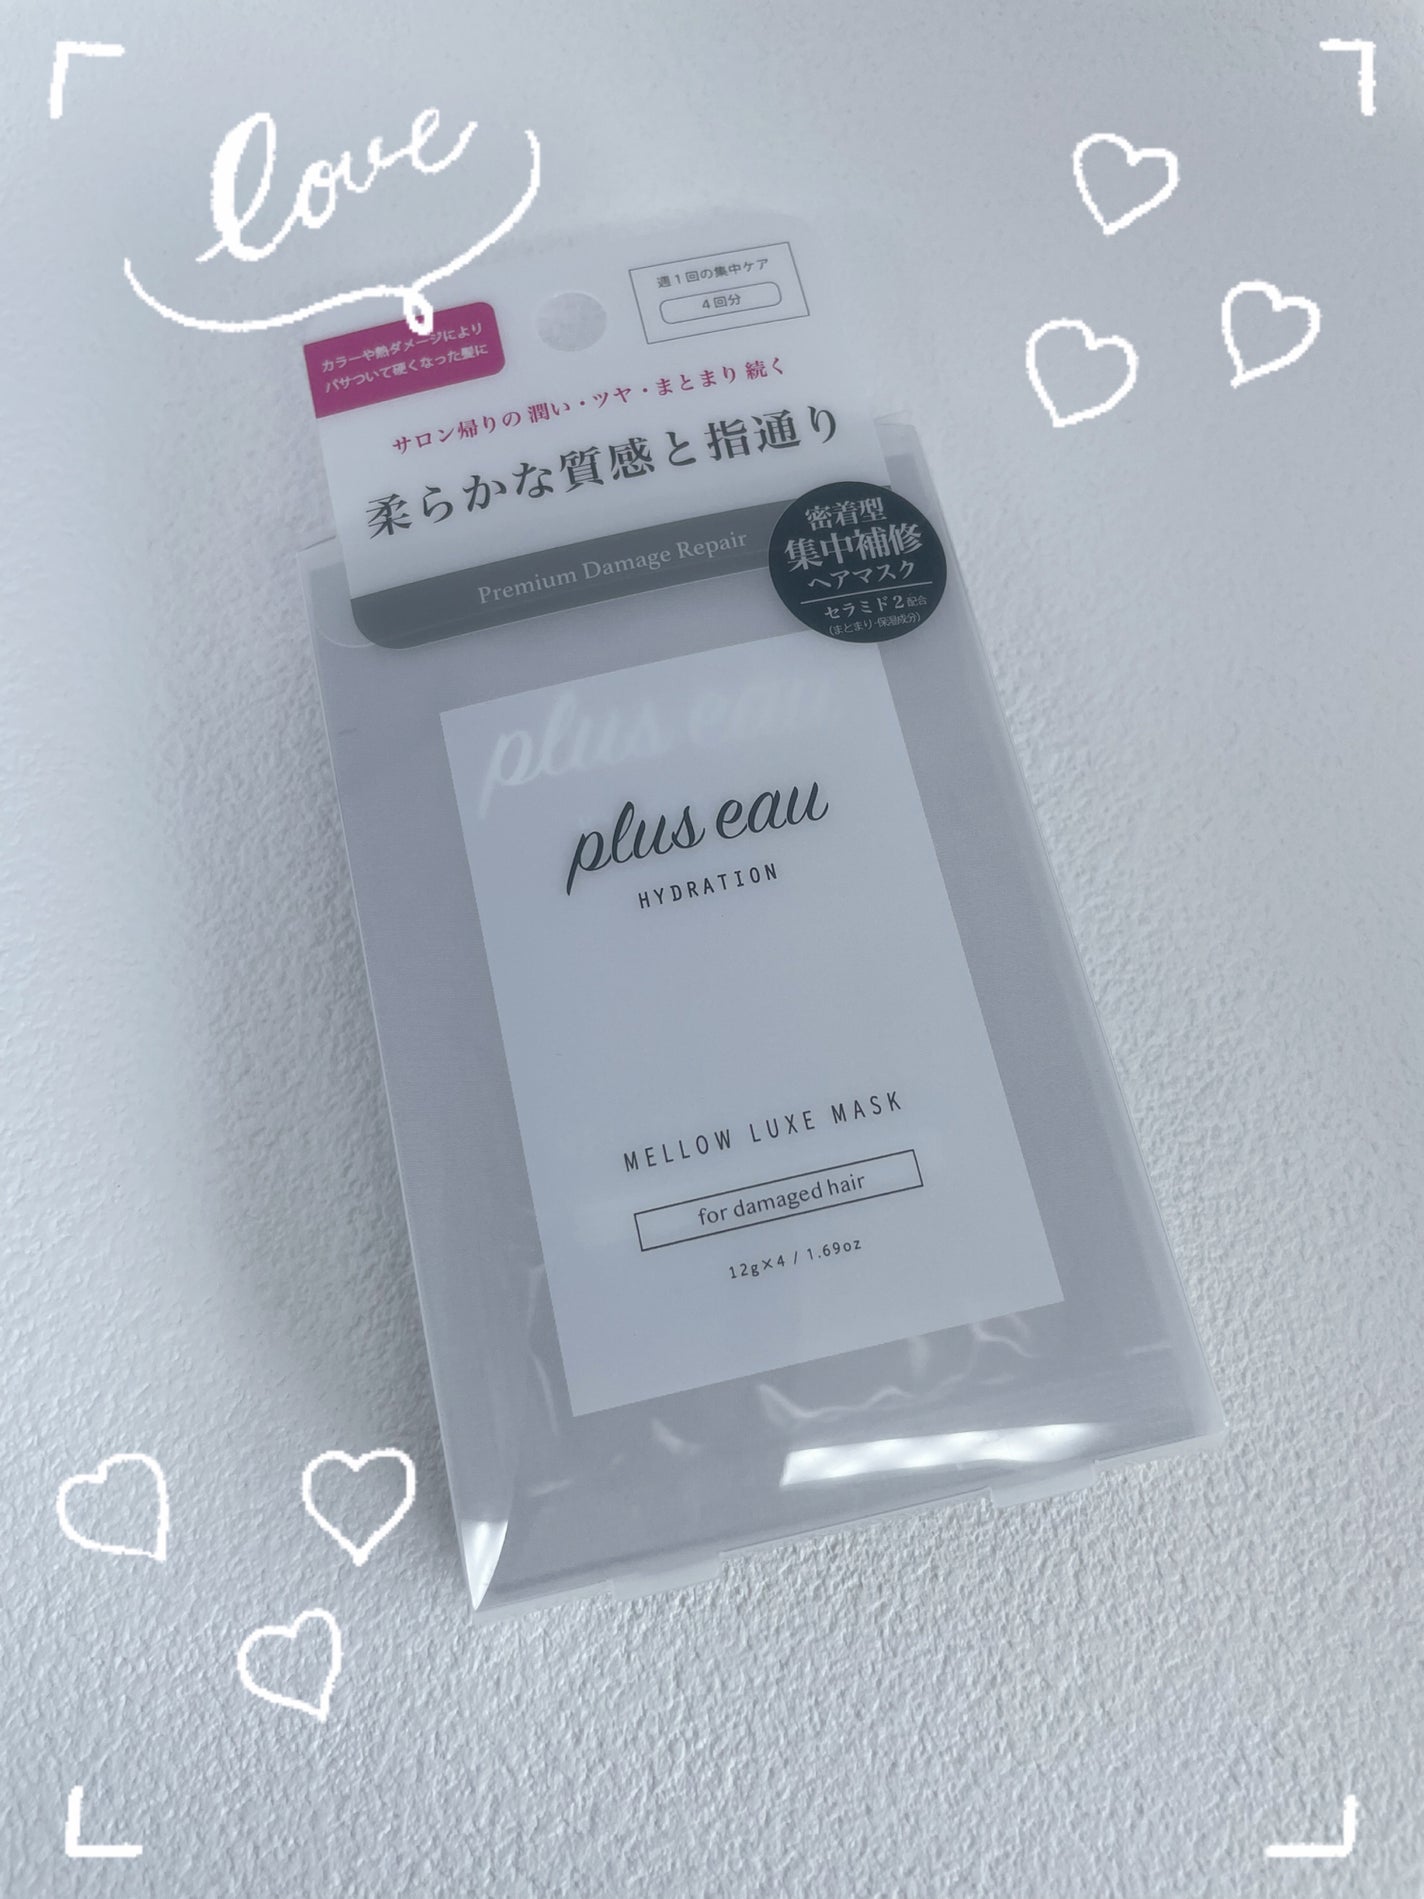 love
週1回の集中ケア
4回分
カラーや熱ダメージにより
パサついて硬くなった髪に
サロン帰りの潤い・ツヤ・まとまり続く
柔らかな質感と指通り
Premium Damage Repair
密着型
集中補修
ヘアマスク
セラミド2配合
(まとまり・保湿成分)
plus eau
plus eau
HYDRATION
MELLOW LUXE MASK
for damaged hair
12g×4 / 1.69oz